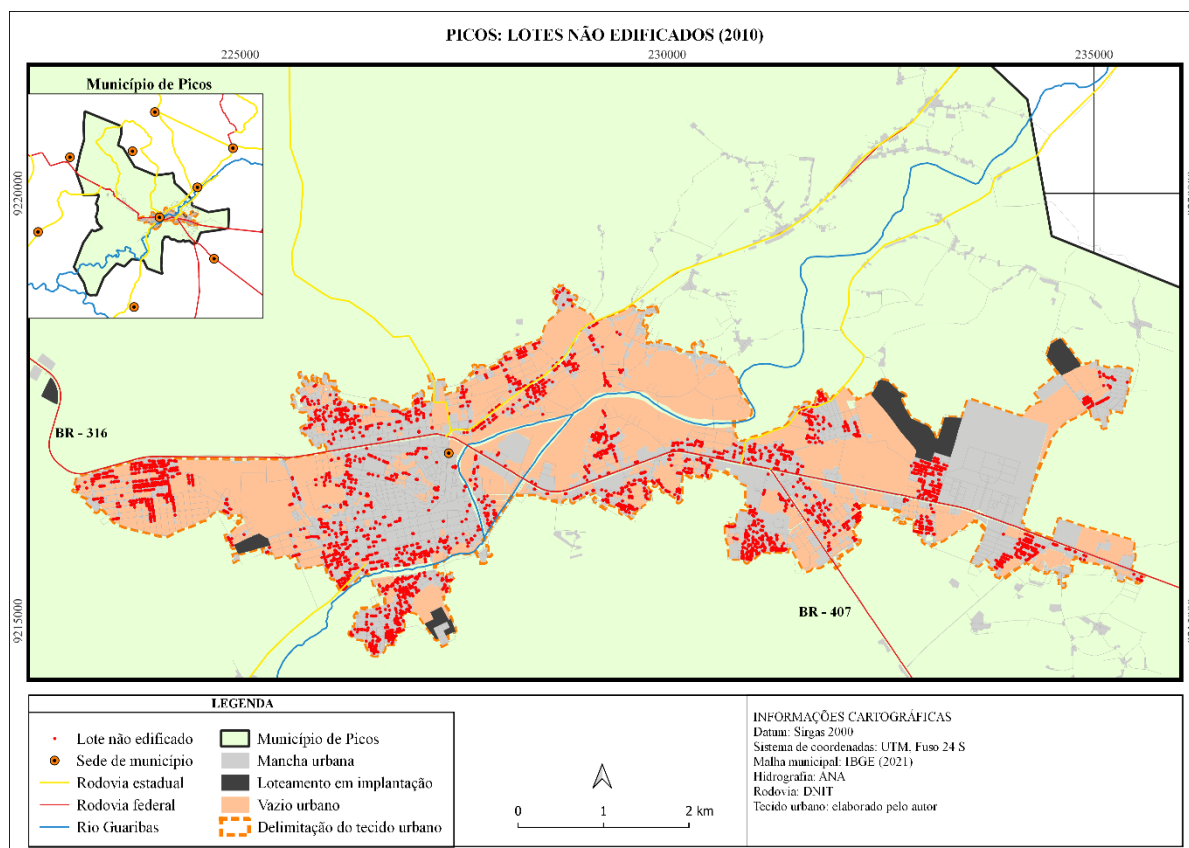 PICOS: LOTES NÃO EDIFICADOS (2010)
225000
230000
235000
Município de Picos
9220000
BR - 316
9215000
BR - 407
LEGENDA
Lote não edificado
Sede de município
Rodovia estadual
Rodovia federal
Rio Guaribas
Município de Picos
Mancha urbana
Loteamento em implantação
Vazio urbano
Delimitação do tecido urbano
0 1 2 km
INFORMAÇÕES CARTOGRÁFICAS
Datum: Sirgas 2000
Sistema de coordenadas: UTM, Fuso 24 S
Malha municipal: IBGE (2021)
Hidrografia: ANA
Rodovia: DNIT
Tecido urbano: elaborado pelo autor